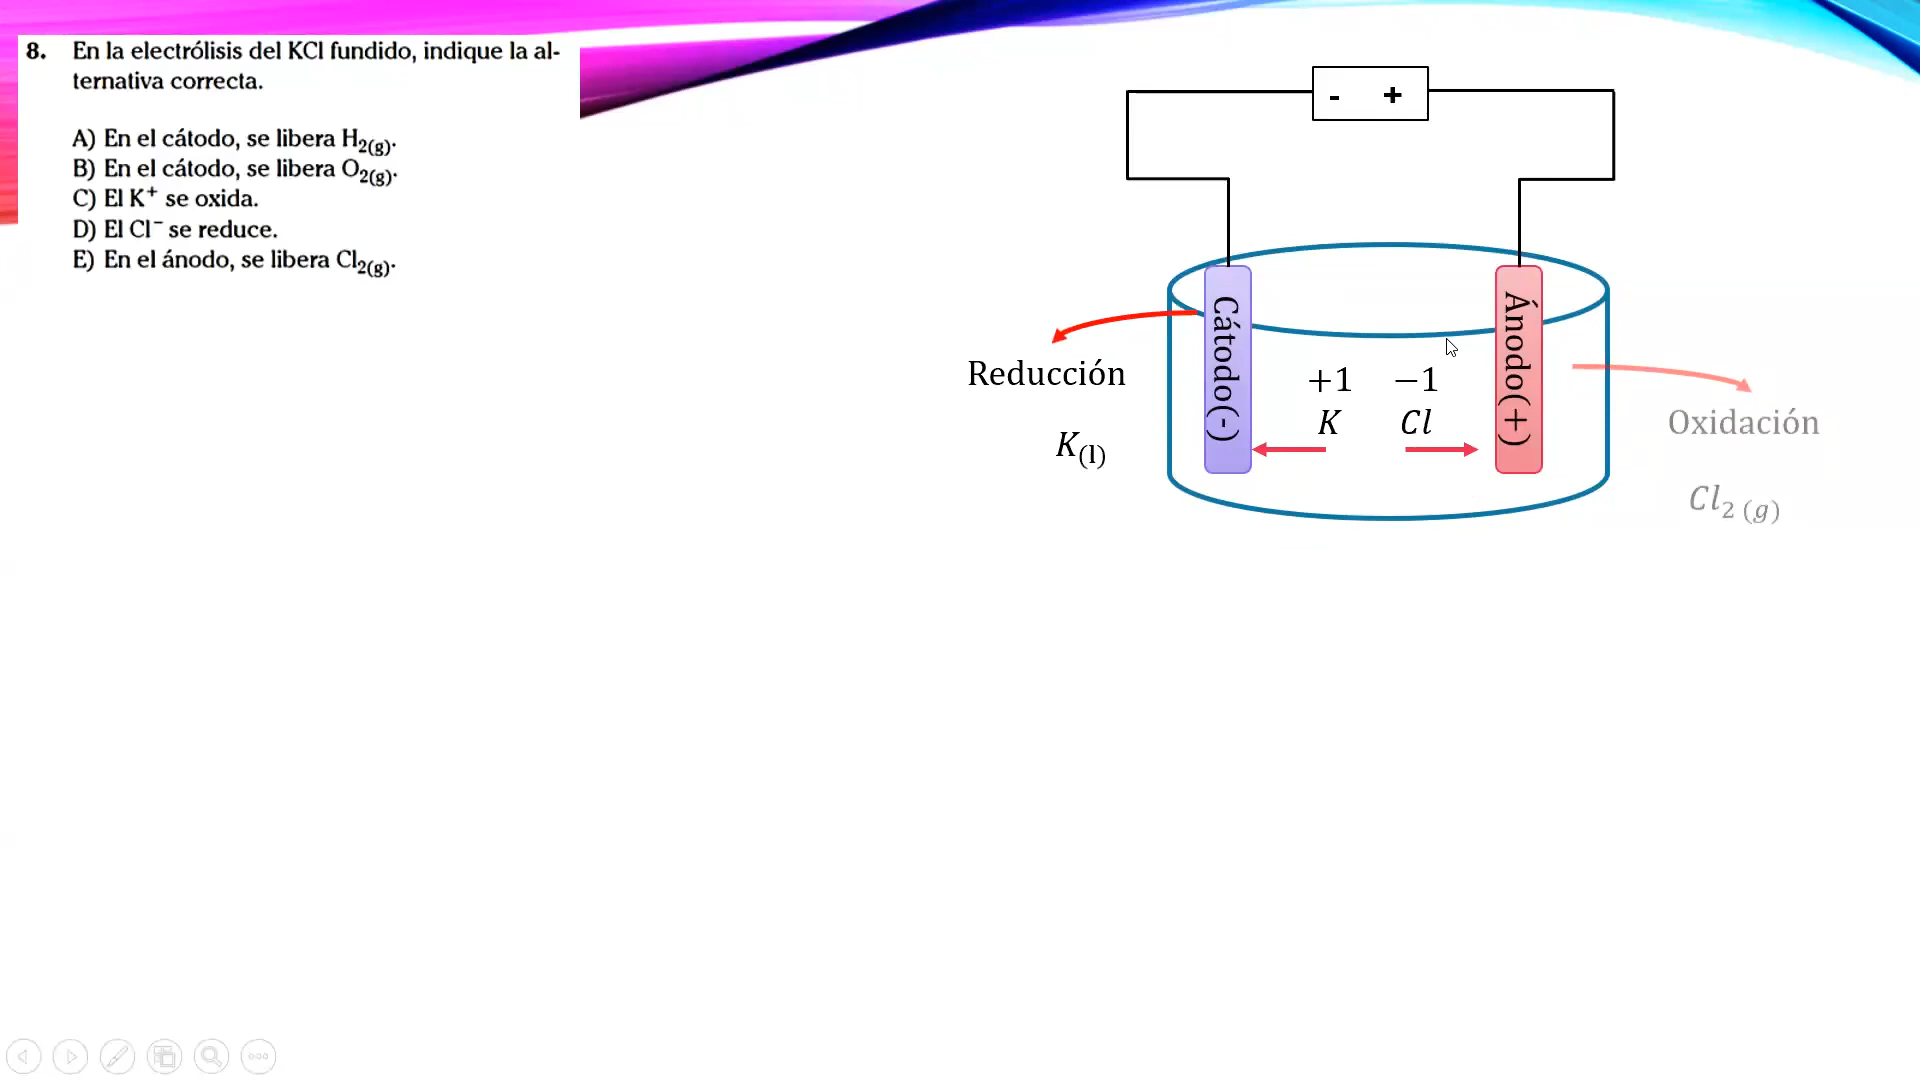 8. En la electrólisis del KCl fundido, indique la al-
ternativa correcta.
A) En el cátodo, se libera H₂(g).
B) En el cátodo, se libera O₂(g).
C) El K⁺ se oxida.
D) El Cl⁻ se reduce.
E) En el ánodo, se libera Cl₂(g).
- +
Cátodo(-)
Ánodo(+)
Reducción
K(l)
+1 −1
K Cl
Oxidación
Cl₂ (g)